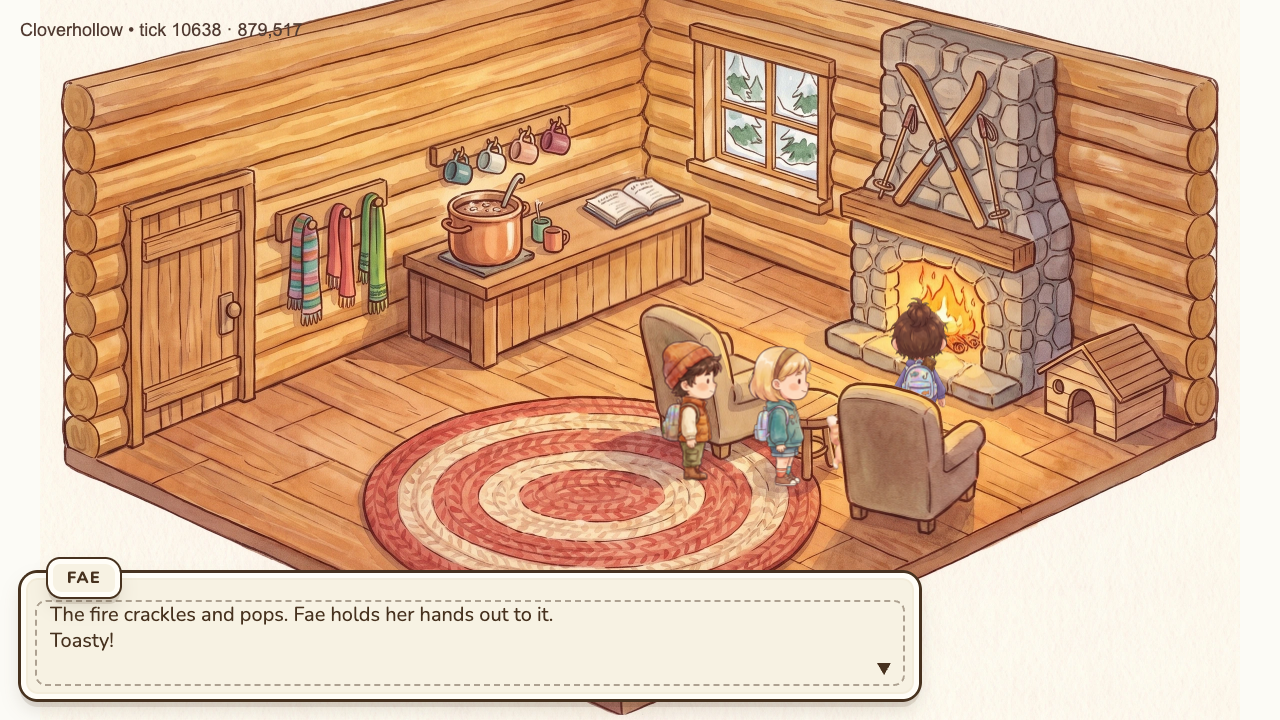 Cloverhollow • tick 10638 · 879,517
FAE
The fire crackles and pops. Fae holds her hands out to it.
Toasty!